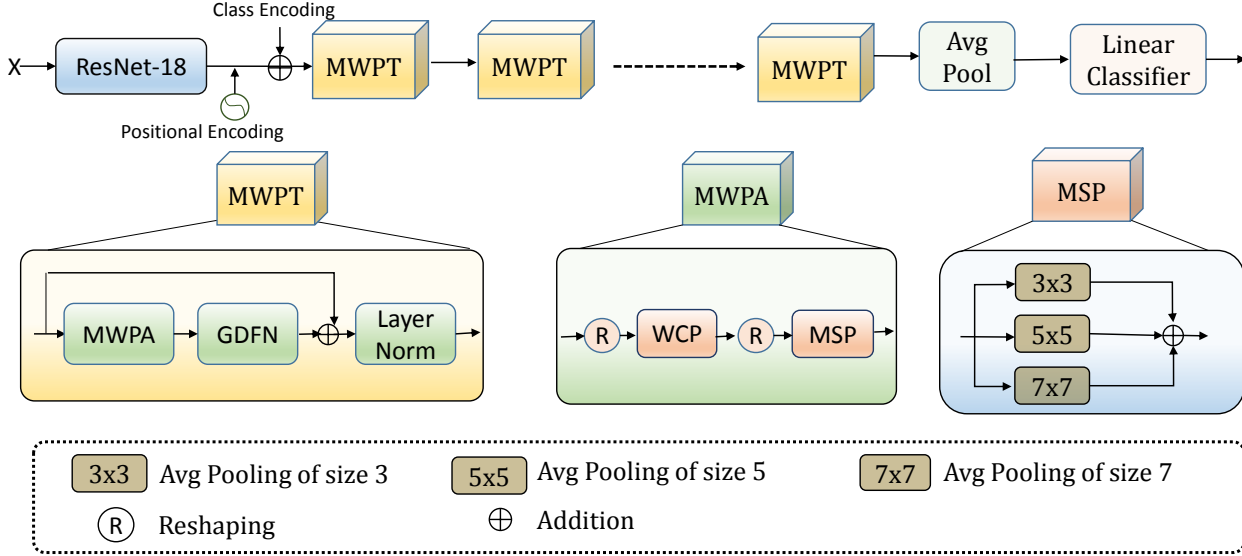 Class Encoding
X
ResNet-18
MWPT
MWPT
MWPT
Avg
Pool
Linear
Classifier
Positional Encoding
MWPT
MWPA
MSP
MWPA
GDFN
Layer
Norm
R
WCP
R
MSP
3x3
5x5
7x7
3x3 Avg Pooling of size 3
5x5 Avg Pooling of size 5
7x7 Avg Pooling of size 7
R Reshaping
Addition